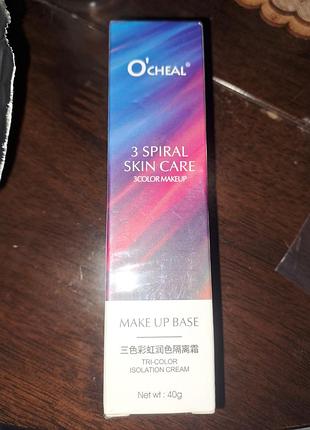 O'CHEAL®
3 SPIRAL
SKIN CARE
3COLOR MAKEUP
MAKE UP BASE
三色彩虹润色隔离霜
TRI-COLOR
ISOLATION CREAM
Net wt : 40g